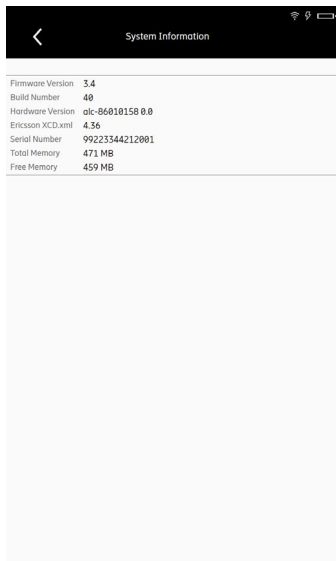 System Information
Firmware Version 3.4
Build Number 40
Hardware Version alc-86010158 0.0
Ericsson XCD.xml 4.36
Serial Number 99223344212001
Total Memory 471 MB
Free Memory 459 MB